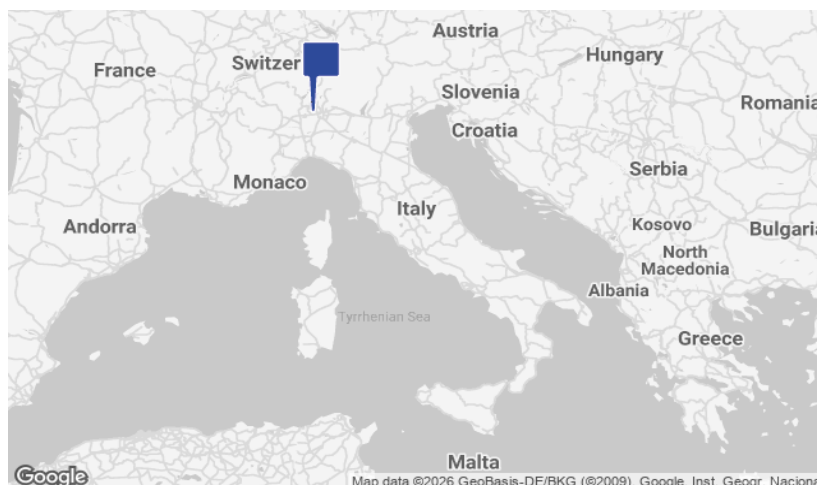 Austria
Hungary
Switzer
France
Slovenia
Romania
Croatia
Serbia
Monaco
Italy
Andorra
Kosovo
Bulgaria
North
Macedonia
Albania
Tyrrhenian Sea
Greece
Malta
Google
Map data ©2026 GeoBasis-DE/BKG (©2009), Google, Inst. Geogr. Naciona